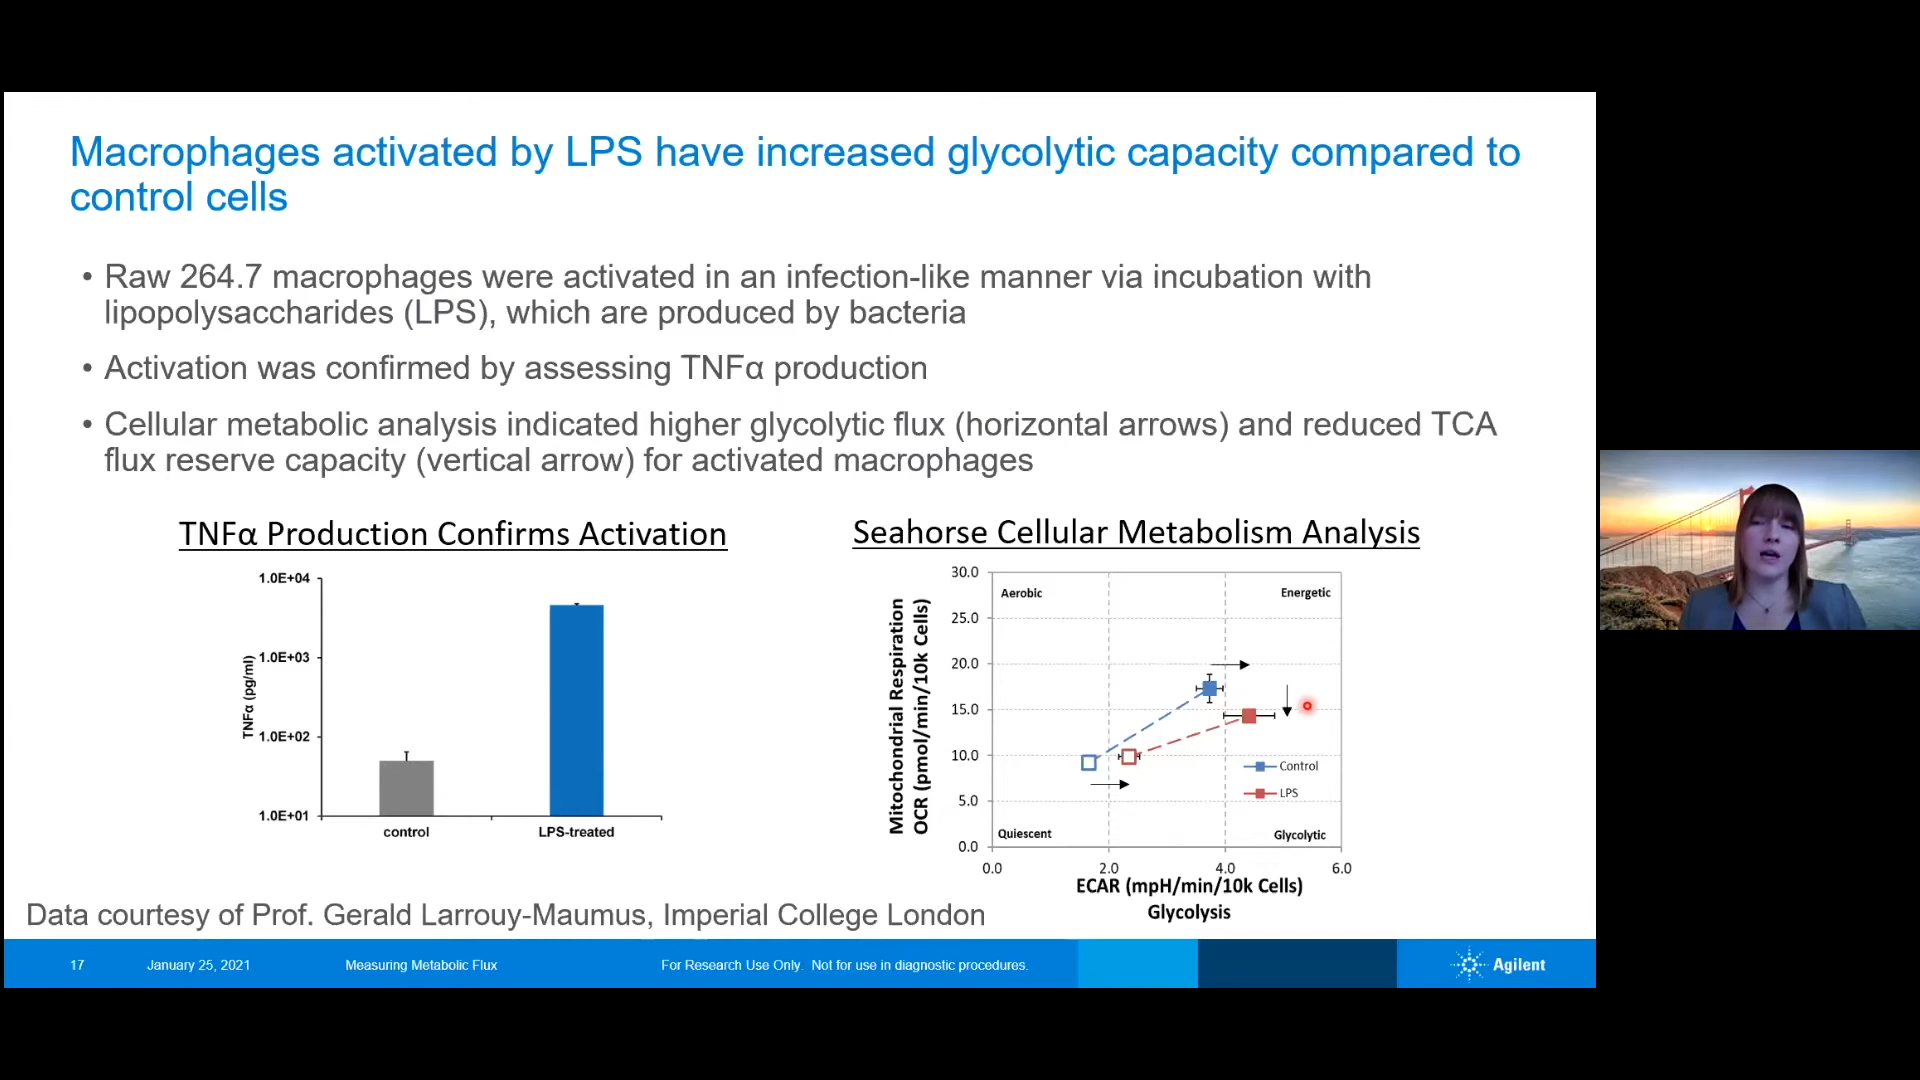 Macrophages activated by LPS have increased glycolytic capacity compared to
control cells
• Raw 264.7 macrophages were activated in an infection-like manner via incubation with
lipopolysaccharides (LPS), which are produced by bacteria
• Activation was confirmed by assessing TNFα production
• Cellular metabolic analysis indicated higher glycolytic flux (horizontal arrows) and reduced TCA
flux reserve capacity (vertical arrow) for activated macrophages
TNFα Production Confirms Activation
1.0E+04
1.0E+03
1.0E+02
1.0E+01
TNFα (pg/ml)
control
LPS-treated
Seahorse Cellular Metabolism Analysis
Mitochondrial Respiration
OCR (pmol/min/10k Cells)
30.0
25.0
20.0
15.0
10.0
5.0
0.0
Aerobic
Energetic
Control
LPS
Quiescent
Glycolytic
0.0
2.0
4.0
6.0
ECAR (mpH/min/10k Cells)
Glycolysis
Data courtesy of Prof. Gerald Larrouy-Maumus, Imperial College London
17
January 25, 2021
Measuring Metabolic Flux
For Research Use Only. Not for use in diagnostic procedures.
Agilent